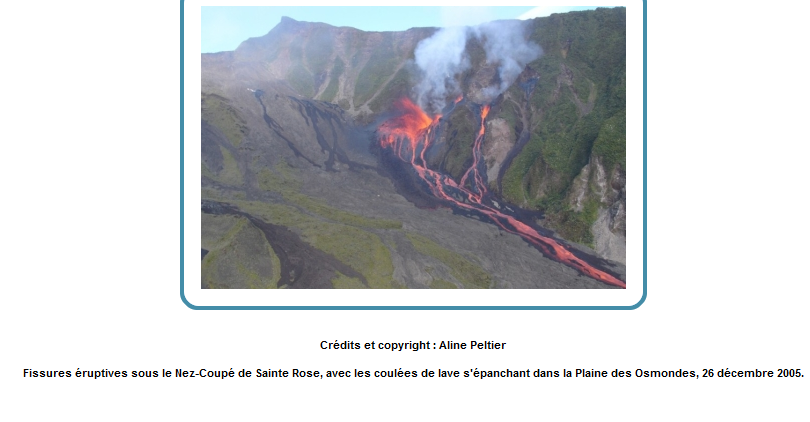 Crédits et copyright : Aline Peltier
Fissures éruptives sous le Nez-Coupé de Sainte Rose, avec les coulées de lave s'épanchant dans la Plaine des Osmondes, 26 décembre 2005.